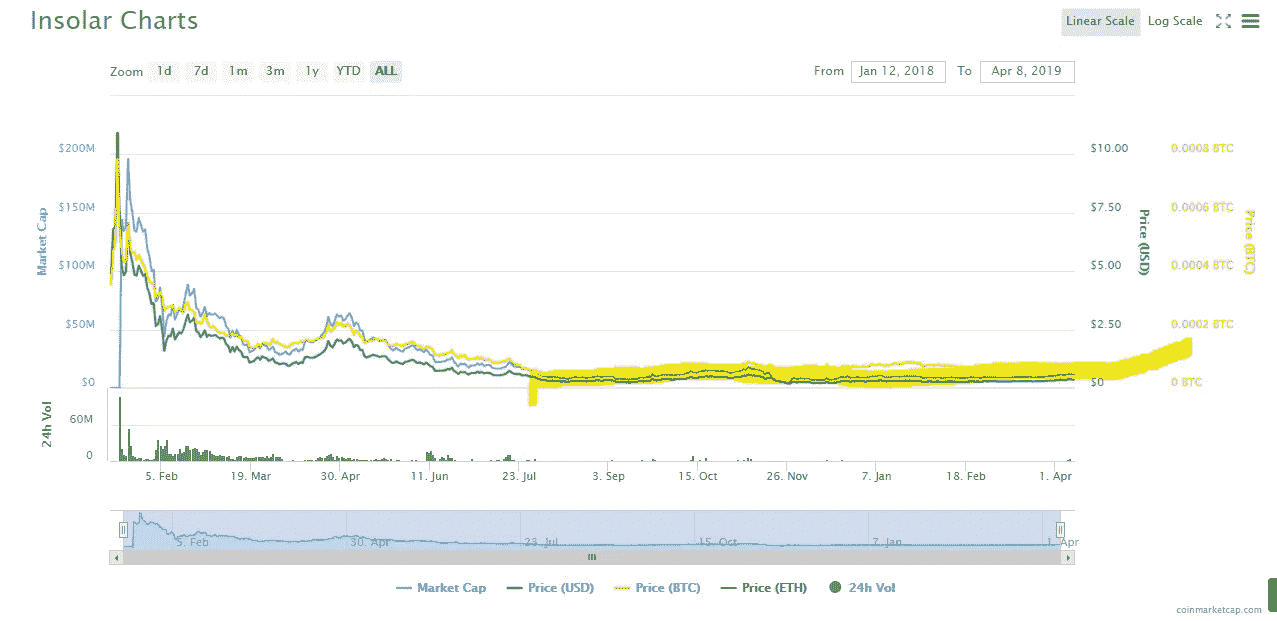 Insolar Charts
Linear Scale Log Scale
Zoom 1d 7d 1m 3m 1y YTD ALL
From Jan 12, 2018 To Apr 8, 2019
$200M $10.00 0.0008 BTC
$150M $7.50 0.0006 BTC
Market Cap Price (USD) Price (BTC)
$100M $5.00 0.0004 BTC
$50M $2.50 0.0002 BTC
$0 $0 0 BTC
24h Vol
60M
0
5. Feb 19. Mar 30. Apr 11. Jun 23. Jul 3. Sep 15. Oct 26. Nov 7. Jan 18. Feb 1. Apr
5. Feb 30. Apr 23. Jul 15. Oct 7. Jan 1. Apr
Market Cap Price (USD) Price (BTC) Price (ETH) 24h Vol
coinmarketcap.com